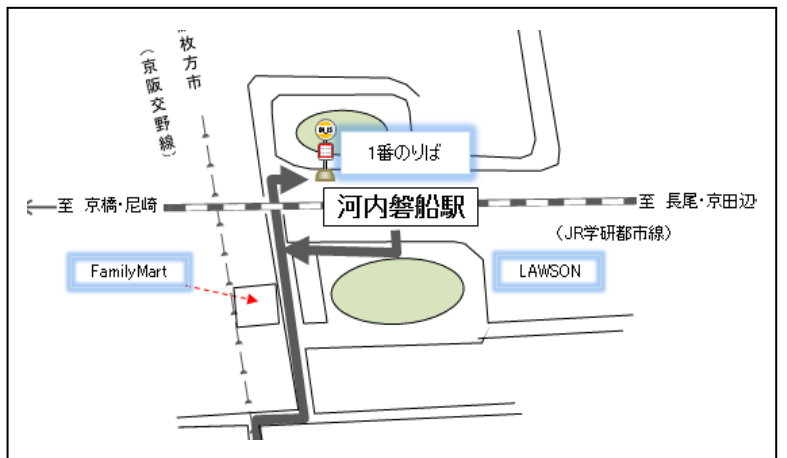 枚方市
(京阪交野線)
BUS
1番のりば
至 京橋・尼崎
河内磐船駅
至 長尾・京田辺
(JR学研都市線)
FamilyMart
LAWSON